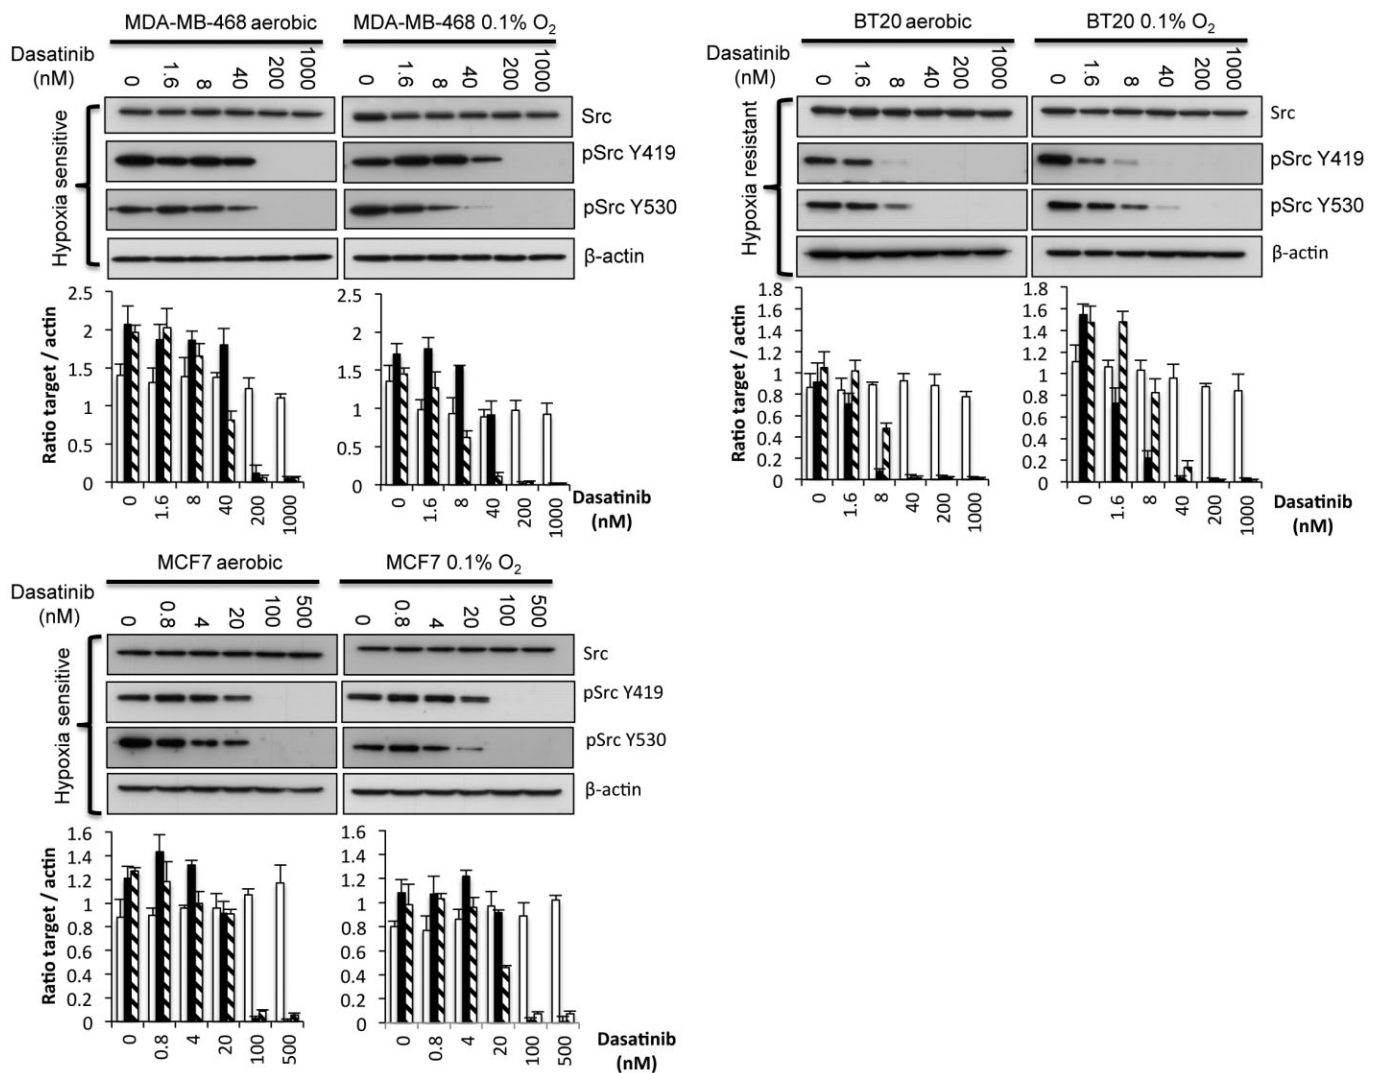 MDA-MB-468 aerobic
MDA-MB-468 0.1% O₂
Dasatinib
(nM)
0 1.6 8 40 200 1000
0 1.6 8 40 200 1000
Hypoxia sensitive
Src
pSrc Y419
pSrc Y530
β-actin
Ratio target / actin
2.5
2
1.5
1
0.5
0
0 1.6 8 40 200 1000
2.5
2
1.5
1
0.5
0
0 1.6 8 40 200 1000
Dasatinib
(nM)
BT20 aerobic
BT20 0.1% O₂
Dasatinib
(nM)
0 1.6 8 40 200 1000
0 1.6 8 40 200 1000
Hypoxia resistant
Src
pSrc Y419
pSrc Y530
β-actin
Ratio target / actin
1.8
1.6
1.4
1.2
1
0.8
0.6
0.4
0.2
0
0 1.6 8 40 200 1000
1.8
1.6
1.4
1.2
1
0.8
0.6
0.4
0.2
0
0 1.6 8 40 200 1000
Dasatinib
(nM)
MCF7 aerobic
MCF7 0.1% O₂
Dasatinib
(nM)
0 0.8 4 20 100 500
0 0.8 4 20 100 500
Hypoxia sensitive
Src
pSrc Y419
pSrc Y530
β-actin
Ratio target / actin
1.6
1.4
1.2
1
0.8
0.6
0.4
0.2
0
0 0.8 4 20 100 500
1.6
1.4
1.2
1
0.8
0.6
0.4
0.2
0
0 0.8 4 20 100 500
Dasatinib
(nM)